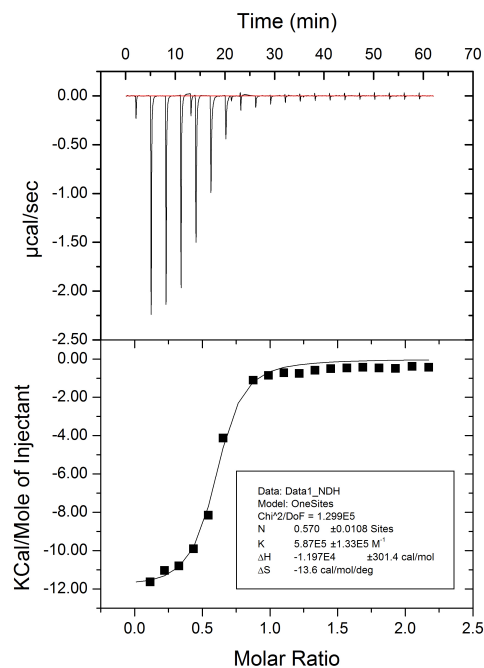 Time (min)
0 10 20 30 40 50 60 70
0.00
-0.50
-1.00
-1.50
-2.00
-2.50
µcal/sec
0.00
-2.00
-4.00
-6.00
-8.00
-10.00
-12.00
KCal/Mole of Injectant
Data: Data1_NDH
Model: OneSites
Chi^2/DoF = 1.299E5
N 0.570 ±0.0108 Sites
K 5.87E5 ±1.33E5 M⁻¹
ΔH -1.197E4 ±301.4 cal/mol
ΔS -13.6 cal/mol/deg
0.0 0.5 1.0 1.5 2.0 2.5
Molar Ratio